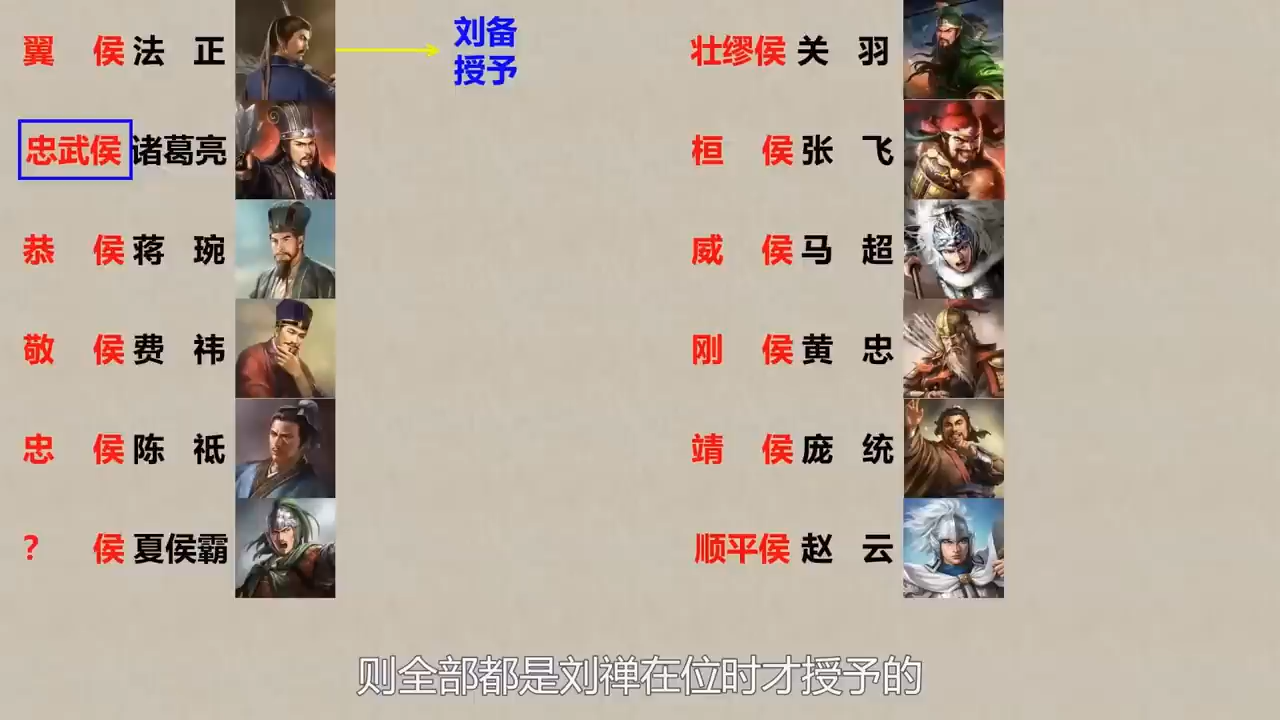 翼 侯 法 正
刘备
授予
忠武侯 诸葛亮
恭 侯 蒋 琬
敬 侯 费 祎
忠 侯 陈 祗
? 侯 夏侯霸
壮缪侯 关 羽
桓 侯 张 飞
威 侯 马 超
刚 侯 黄 忠
靖 侯 庞 统
顺平侯 赵 云
则全部都是刘禅在位时才授予的